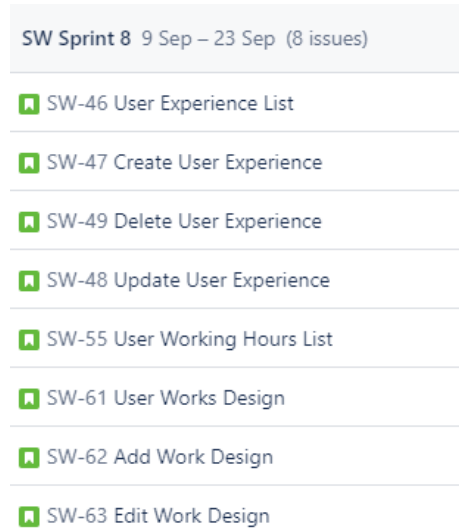 SW Sprint 8 9 Sep – 23 Sep (8 issues)
SW-46 User Experience List
SW-47 Create User Experience
SW-49 Delete User Experience
SW-48 Update User Experience
SW-55 User Working Hours List
SW-61 User Works Design
SW-62 Add Work Design
SW-63 Edit Work Design